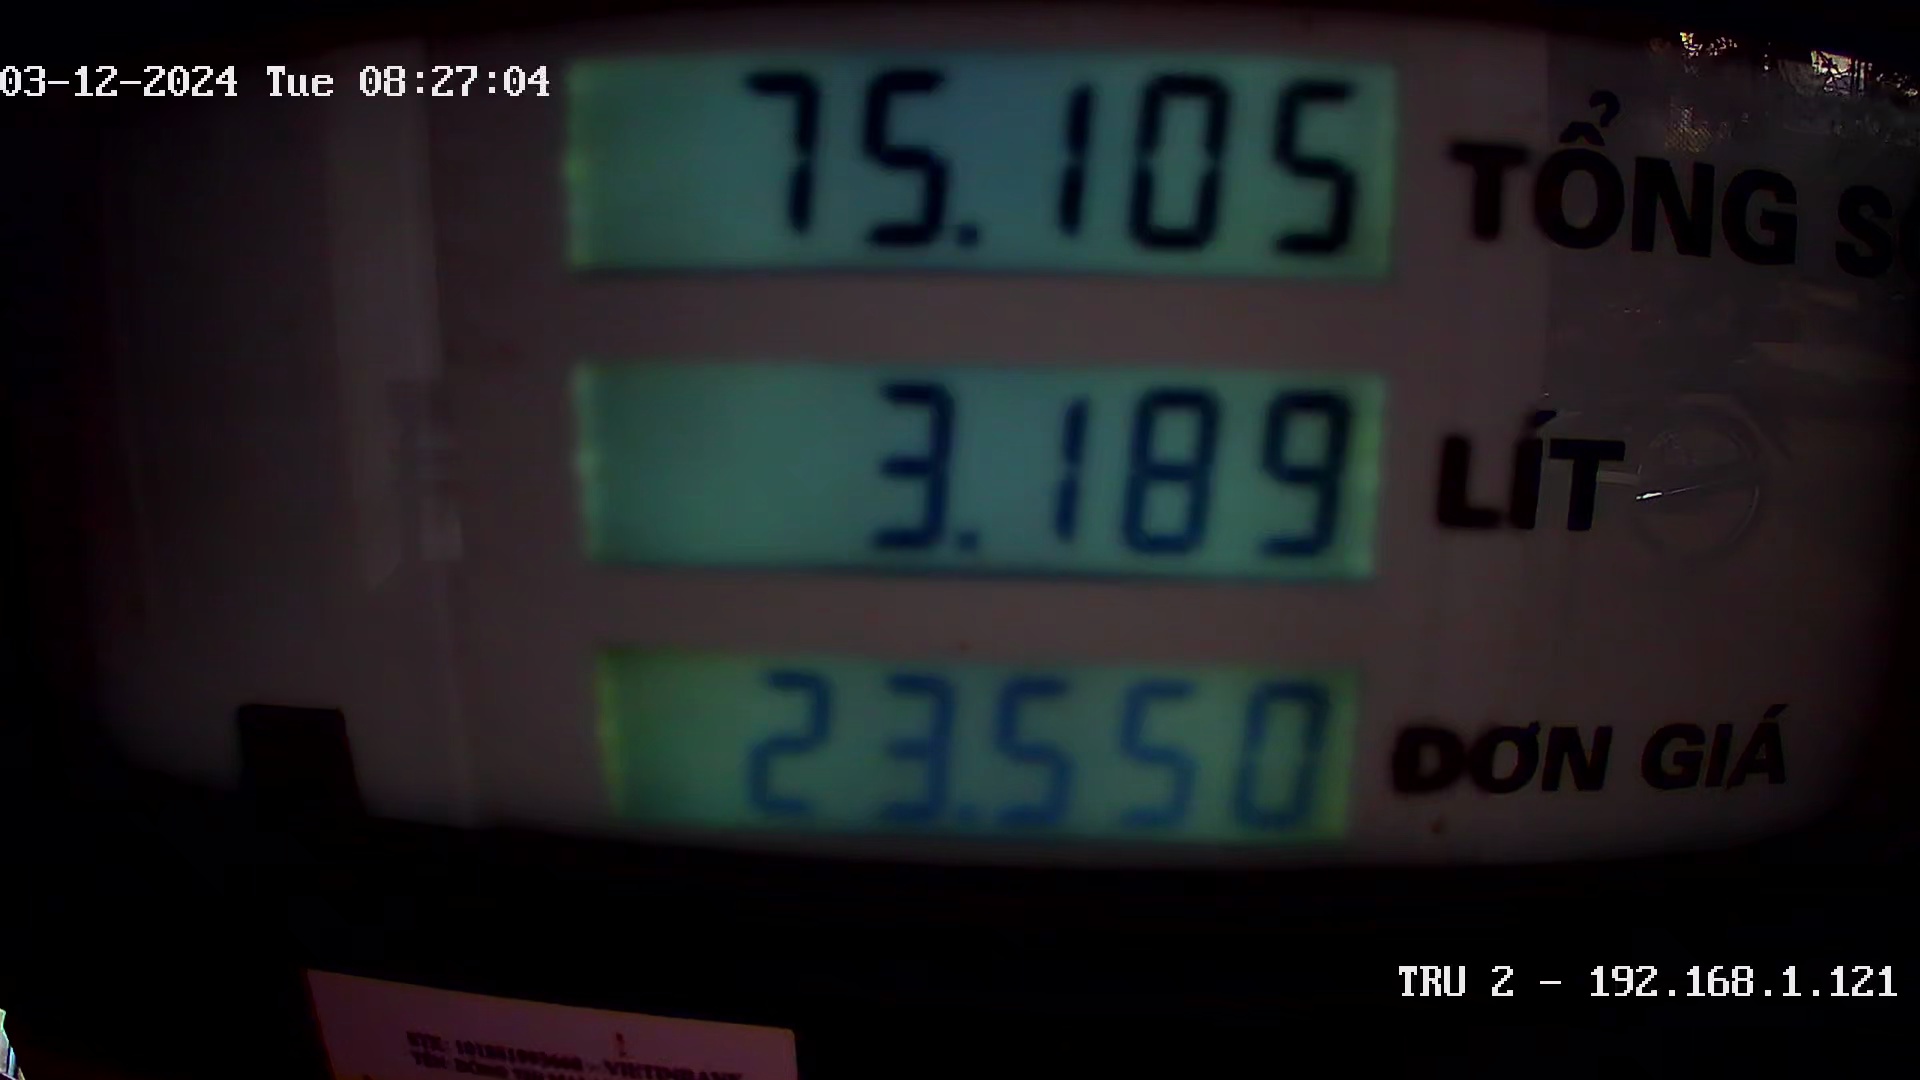 03-12-2024 Tue 08:27:04
75.105 TỔNG S
3.189 LÍT
23.550 ĐƠN GIÁ
TRU 2 - 192.168.1.121
VIETINBANK